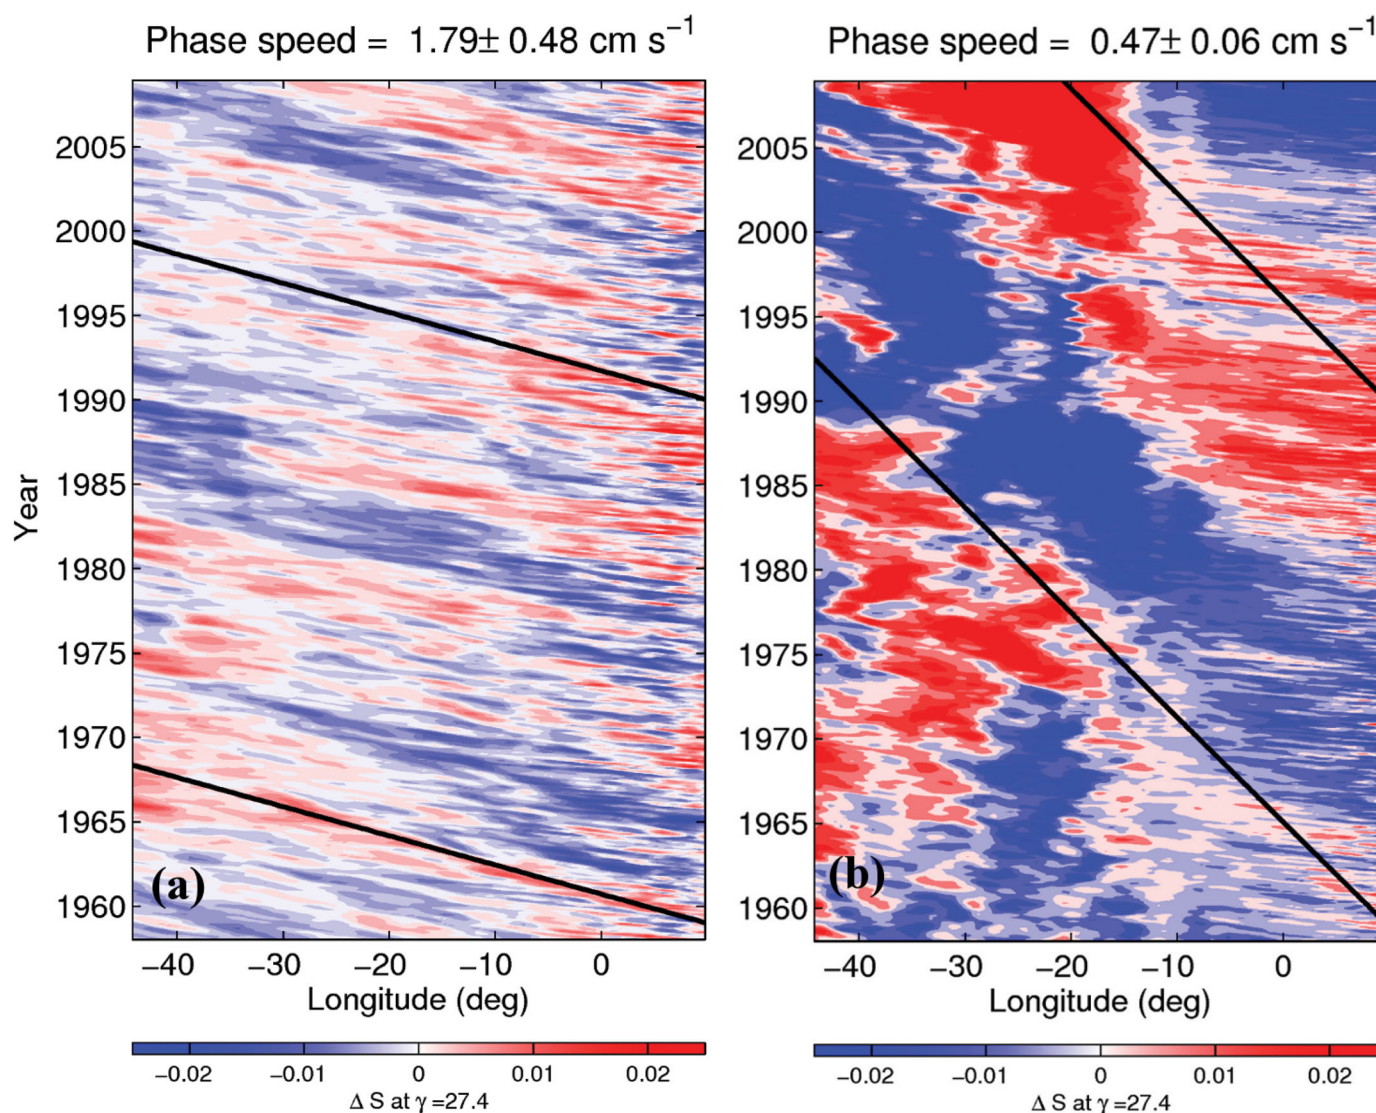 Phase speed = 1.79± 0.48 cm s⁻¹
2005
2000
1995
1990
1985
1980
1975
1970
1965
1960
Year
(a)
−40 −30 −20 −10 0
Longitude (deg)
−0.02 −0.01 0 0.01 0.02
Δ S at γ =27.4
Phase speed = 0.47± 0.06 cm s⁻¹
2005
2000
1995
1990
1985
1980
1975
1970
1965
1960
(b)
−40 −30 −20 −10 0
Longitude (deg)
−0.02 −0.01 0 0.01 0.02
Δ S at γ =27.4